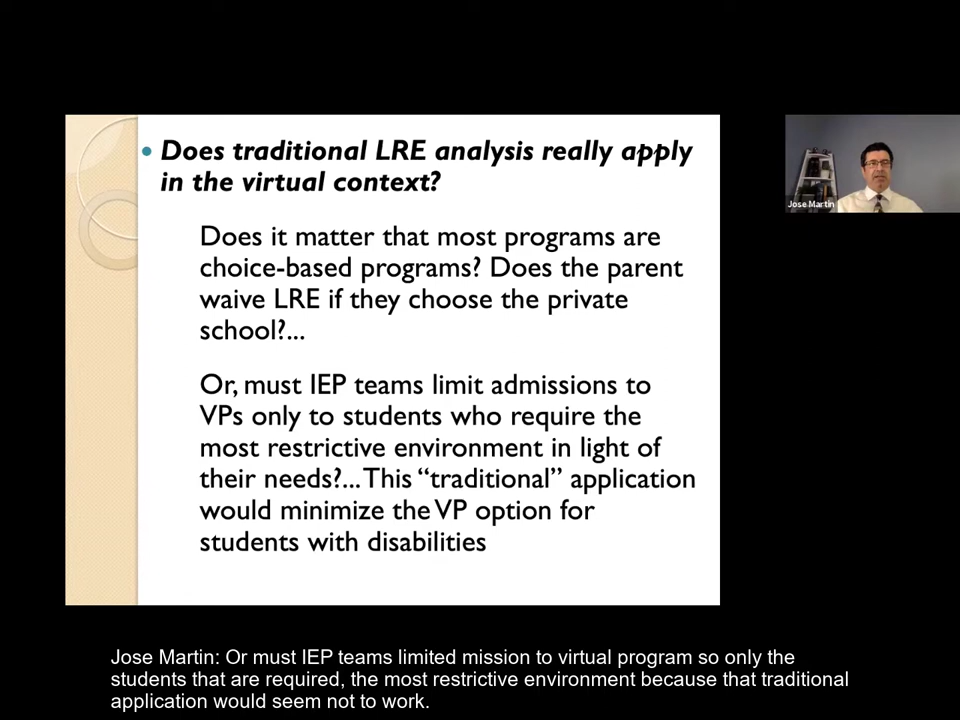 Does traditional LRE analysis really apply
in the virtual context?
Does it matter that most programs are
choice-based programs? Does the parent
waive LRE if they choose the private
school?...
Or, must IEP teams limit admissions to
VPs only to students who require the
most restrictive environment in light of
their needs?... This “traditional” application
would minimize the VP option for
students with disabilities
Jose Martin
Jose Martin: Or must IEP teams limited mission to virtual program so only the
students that are required, the most restrictive environment because that traditional
application would seem not to work.